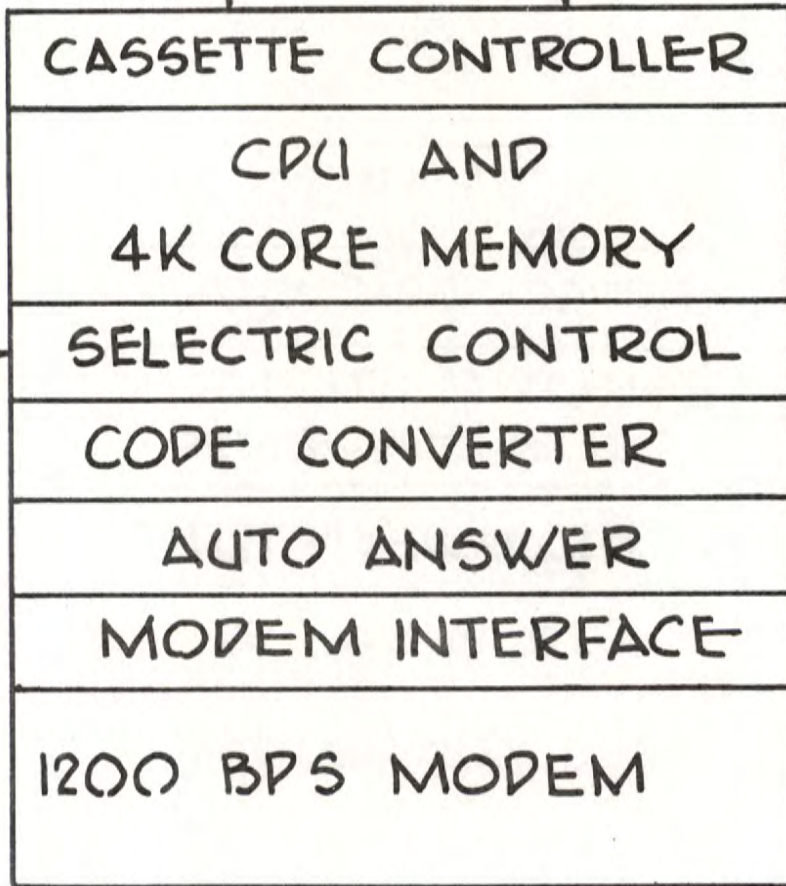 CASSETTE CONTROLLER
CPU AND
4K CORE MEMORY
SELECTRIC CONTROL
CODE CONVERTER
AUTO ANSWER
MODEM INTERFACE
1200 BPS MODEM